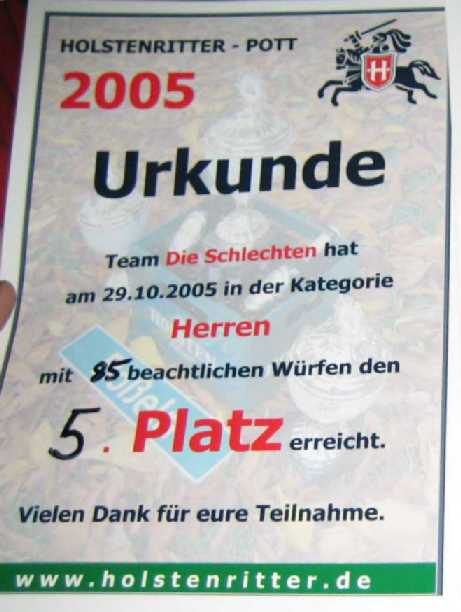 HOLSTENRITTER - POTT
2005
H
Urkunde
Team Die Schlechten hat
am 29.10.2005 in der Kategorie
Herren
mit 85 beachtlichen Würfen den
5. Platz erreicht.
Vielen Dank für eure Teilnahme.
www.holstenritter.de